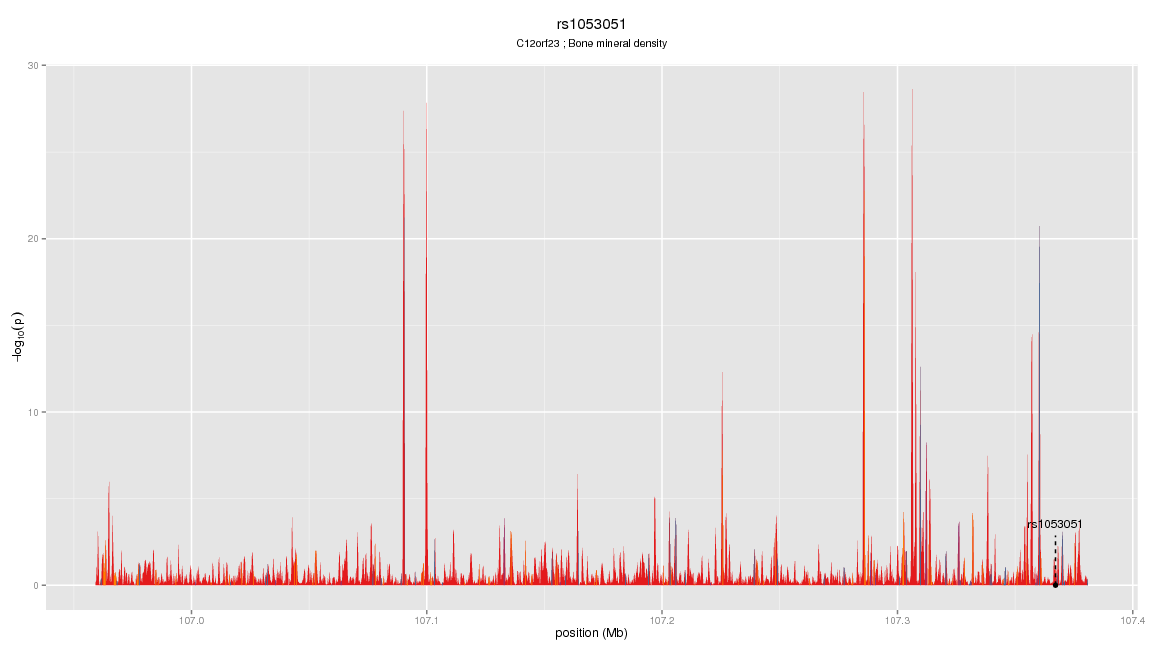 rs1053051
C12orf23 ; Bone mineral density
30
20
10
0
−log10(p)
rs1053051
107.0 107.1 107.2 107.3 107.4
position (Mb)